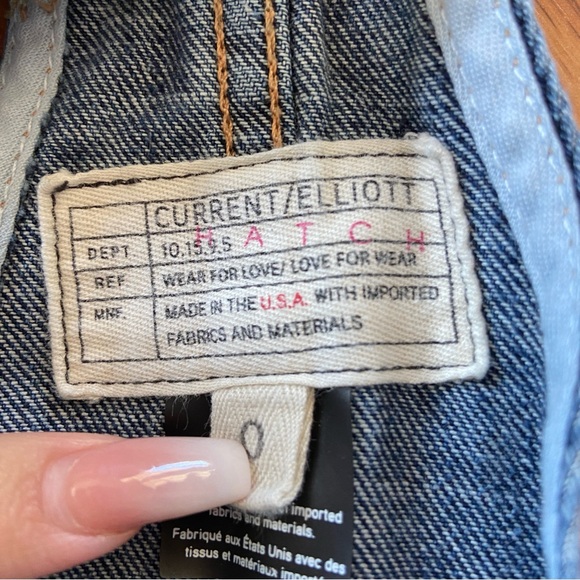 CURRENT/ELLIOTT
HATCH
DEPT 10.15.9.5
REF WEAR FOR LOVE/ LOVE FOR WEAR
MNF. MADE IN THE U.S.A. WITH IMPORTED
FABRICS AND MATERIALS
0
imported
fabrics and materials.
Fabriqué aux États Unis avec des
tissus et matériaux